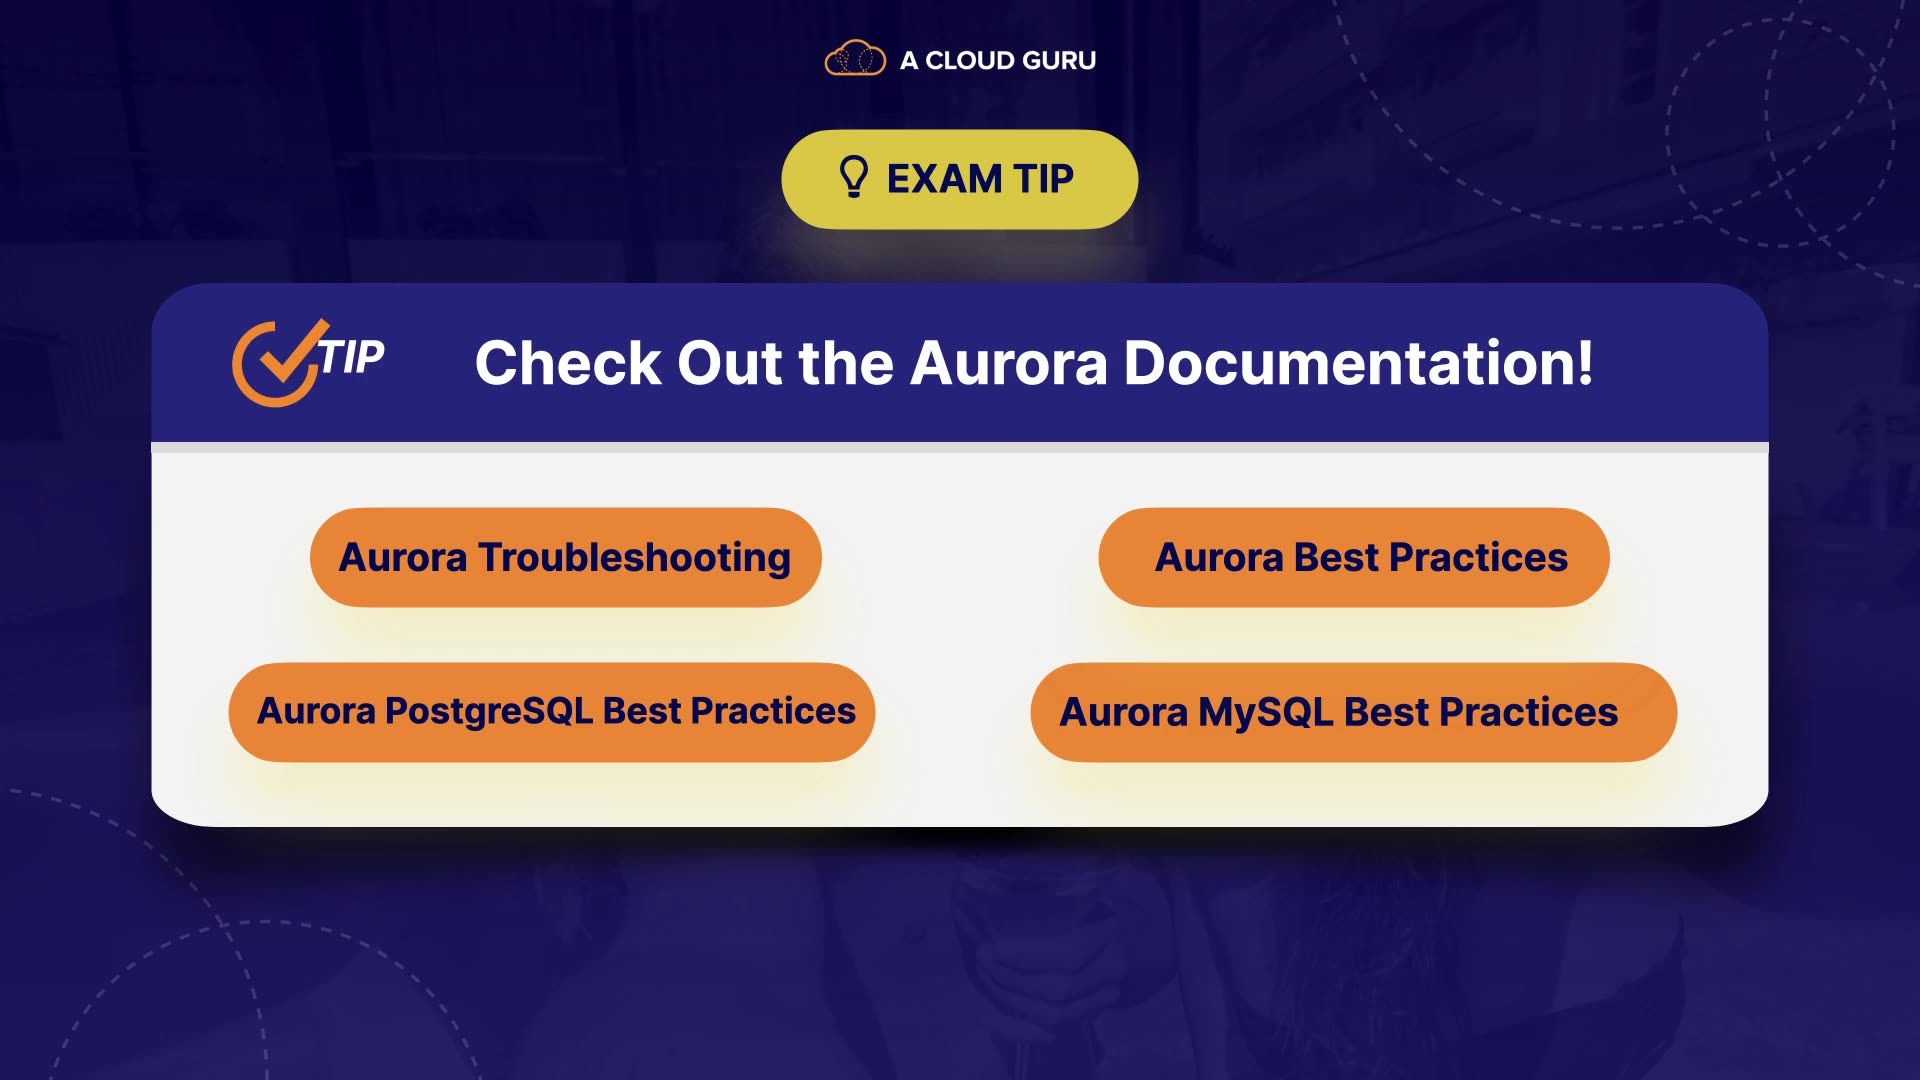 A CLOUD GURU
EXAM TIP
TIP
Check Out the Aurora Documentation!
Aurora Troubleshooting
Aurora Best Practices
Aurora PostgreSQL Best Practices
Aurora MySQL Best Practices